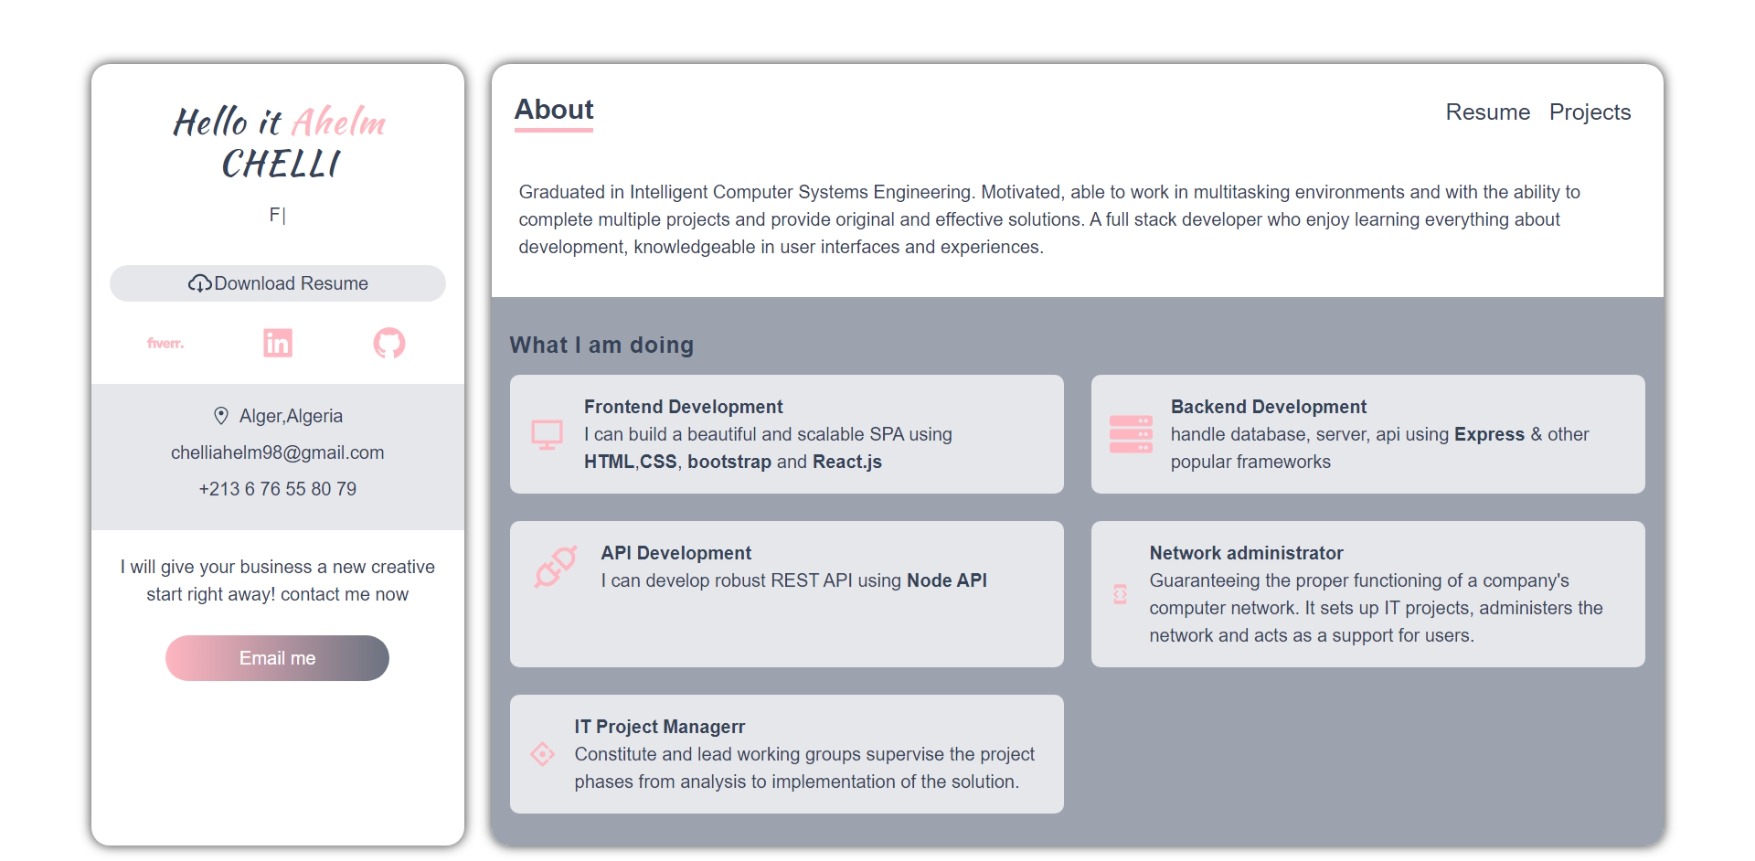 Hello it Ahelm
CHELLI
F|
Download Resume
fiverr.
in
Alger,Algeria
chelliahelm98@gmail.com
+213 6 76 55 80 79
I will give your business a new creative
start right away! contact me now
Email me
About
Resume Projects
Graduated in Intelligent Computer Systems Engineering. Motivated, able to work in multitasking environments and with the ability to
complete multiple projects and provide original and effective solutions. A full stack developer who enjoy learning everything about
development, knowledgeable in user interfaces and experiences.
What I am doing
Frontend Development
I can build a beautiful and scalable SPA using
HTML,CSS, bootstrap and React.js
Backend Development
handle database, server, api using Express & other
popular frameworks
API Development
I can develop robust REST API using Node API
Network administrator
Guaranteeing the proper functioning of a company's
computer network. It sets up IT projects, administers the
network and acts as a support for users.
IT Project Managerr
Constitute and lead working groups supervise the project
phases from analysis to implementation of the solution.